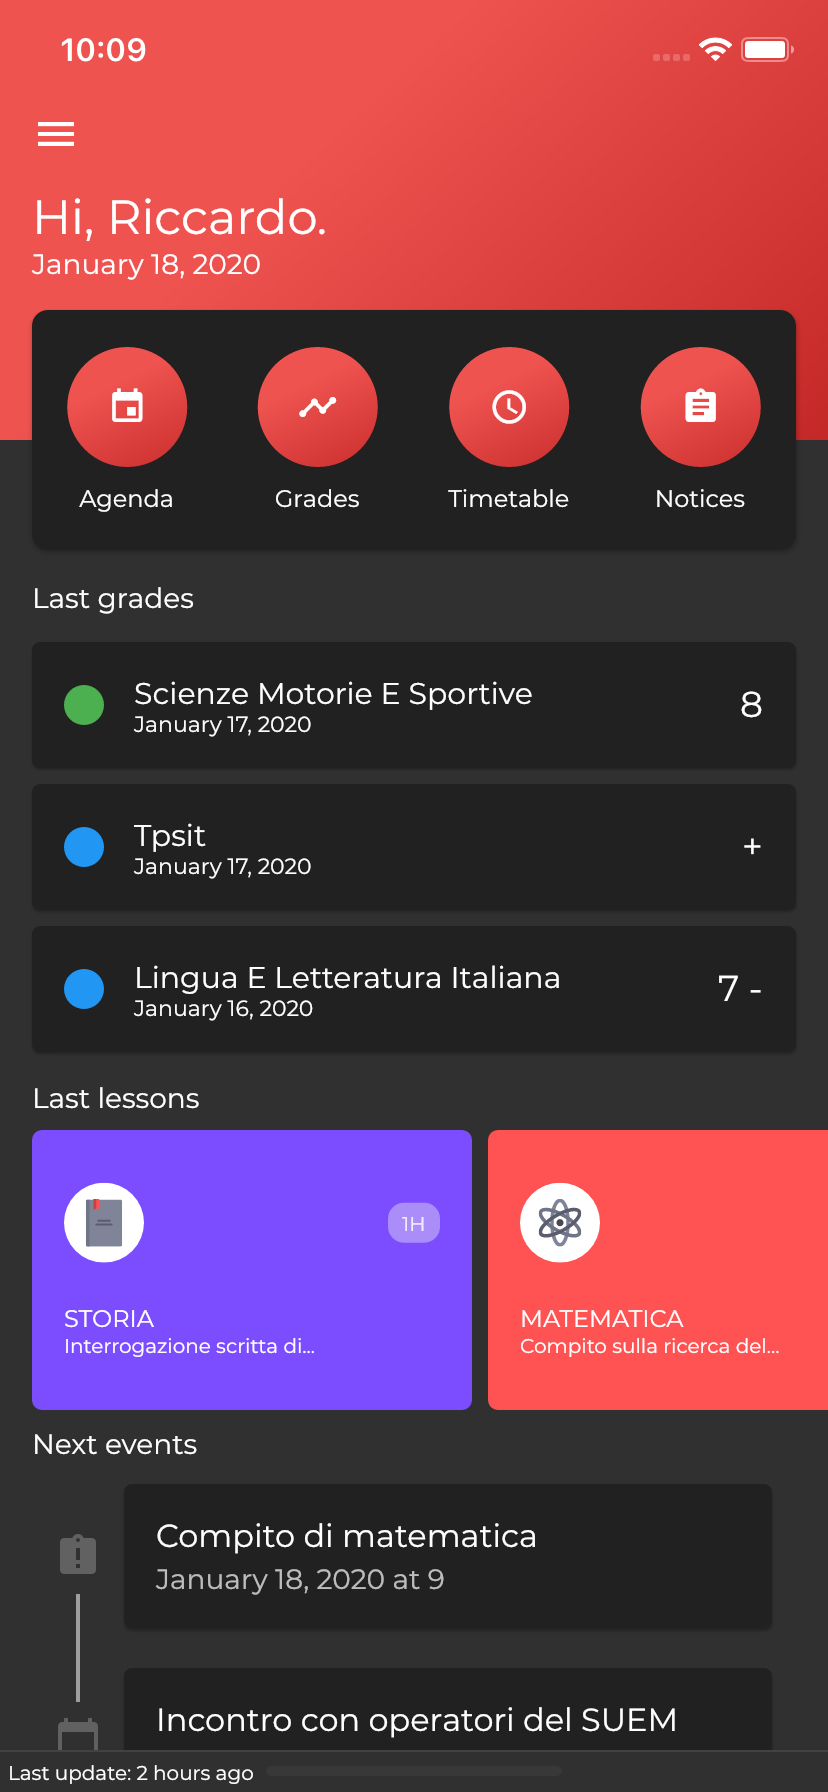 10:09
Hi, Riccardo.
January 18, 2020
Agenda
Grades
Timetable
Notices
Last grades
Scienze Motorie E Sportive
January 17, 2020
8
Tpsit
January 17, 2020
+
Lingua E Letteratura Italiana
January 16, 2020
7 -
Last lessons
1H
STORIA
Interrogazione scritta di...
MATEMATICA
Compito sulla ricerca del...
Next events
Compito di matematica
January 18, 2020 at 9
Incontro con operatori del SUEM
Last update: 2 hours ago